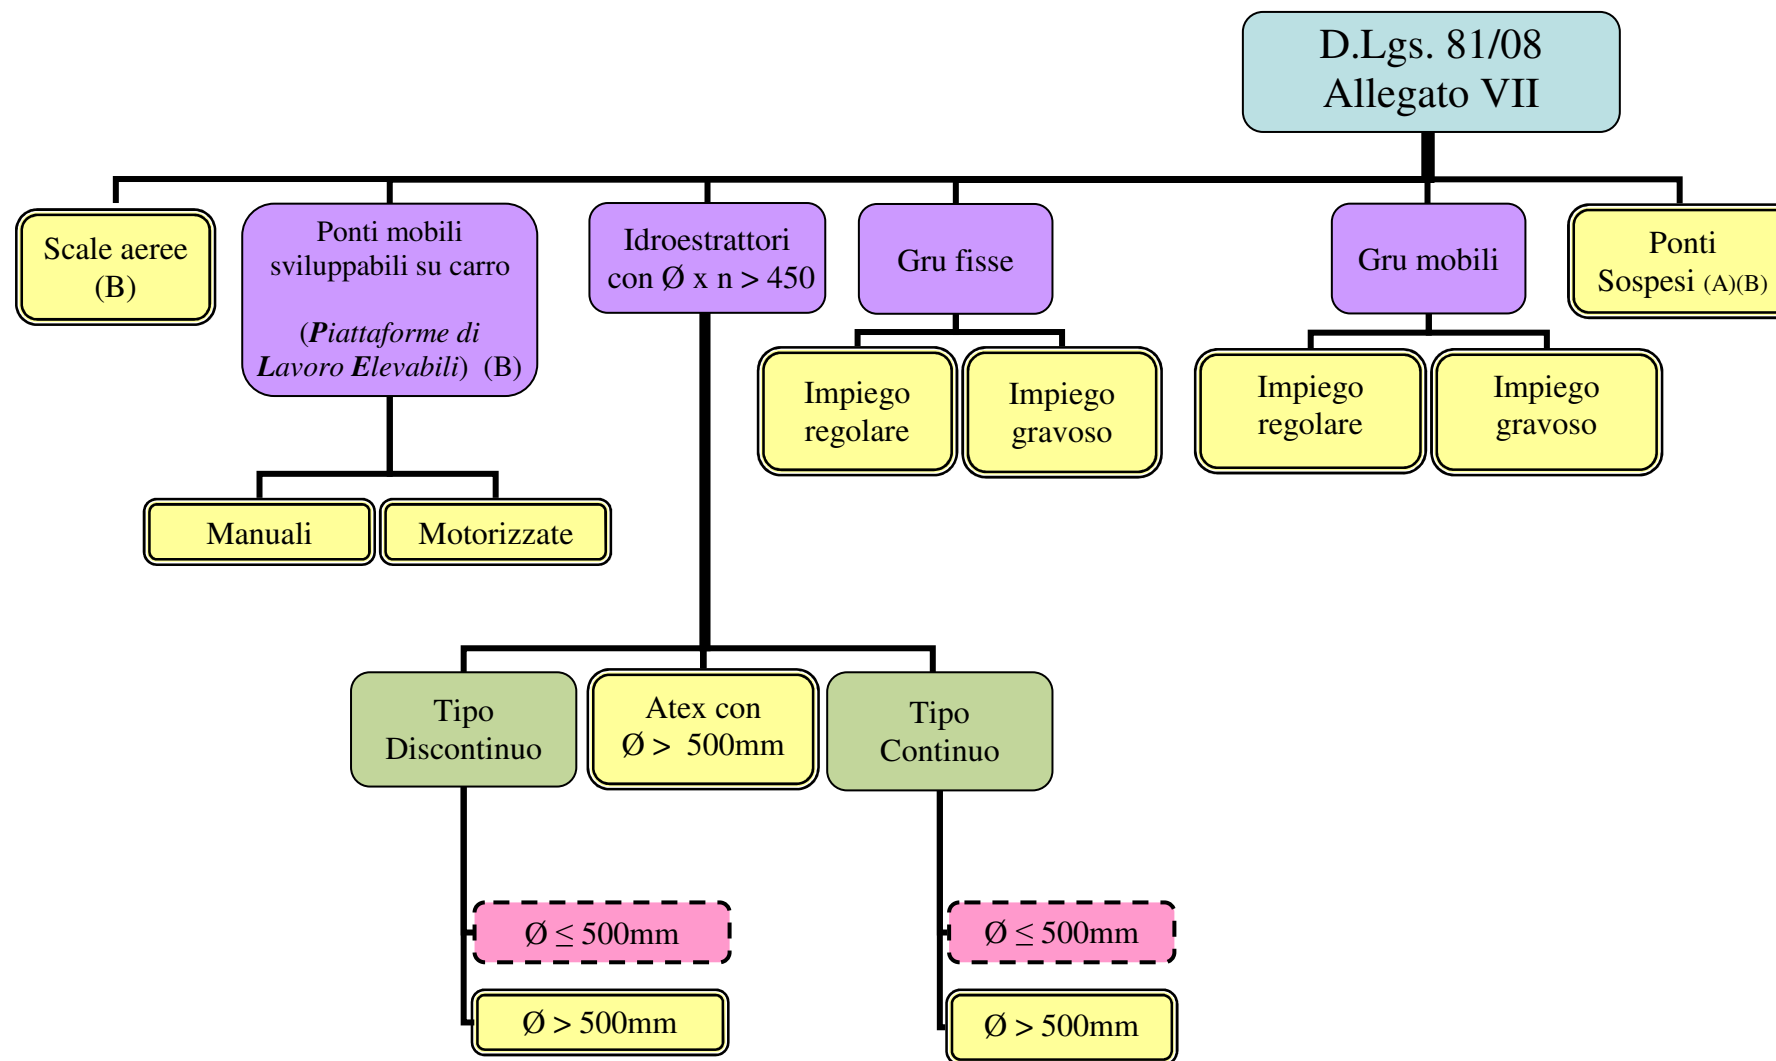 D.Lgs. 81/08
Allegato VII
Scale aeree
(B)
Ponti mobili
sviluppabili su carro
(Piattaforme di
Lavoro Elevabili) (B)
Idroestrattori
con Ø x n > 450
Gru fisse
Gru mobili
Ponti
Sospesi (A)(B)
Impiego
regolare
Impiego
gravoso
Impiego
regolare
Impiego
gravoso
Manuali
Motorizzate
Tipo
Discontinuo
Atex con
Ø > 500mm
Tipo
Continuo
Ø ≤ 500mm
Ø ≤ 500mm
Ø > 500mm
Ø > 500mm